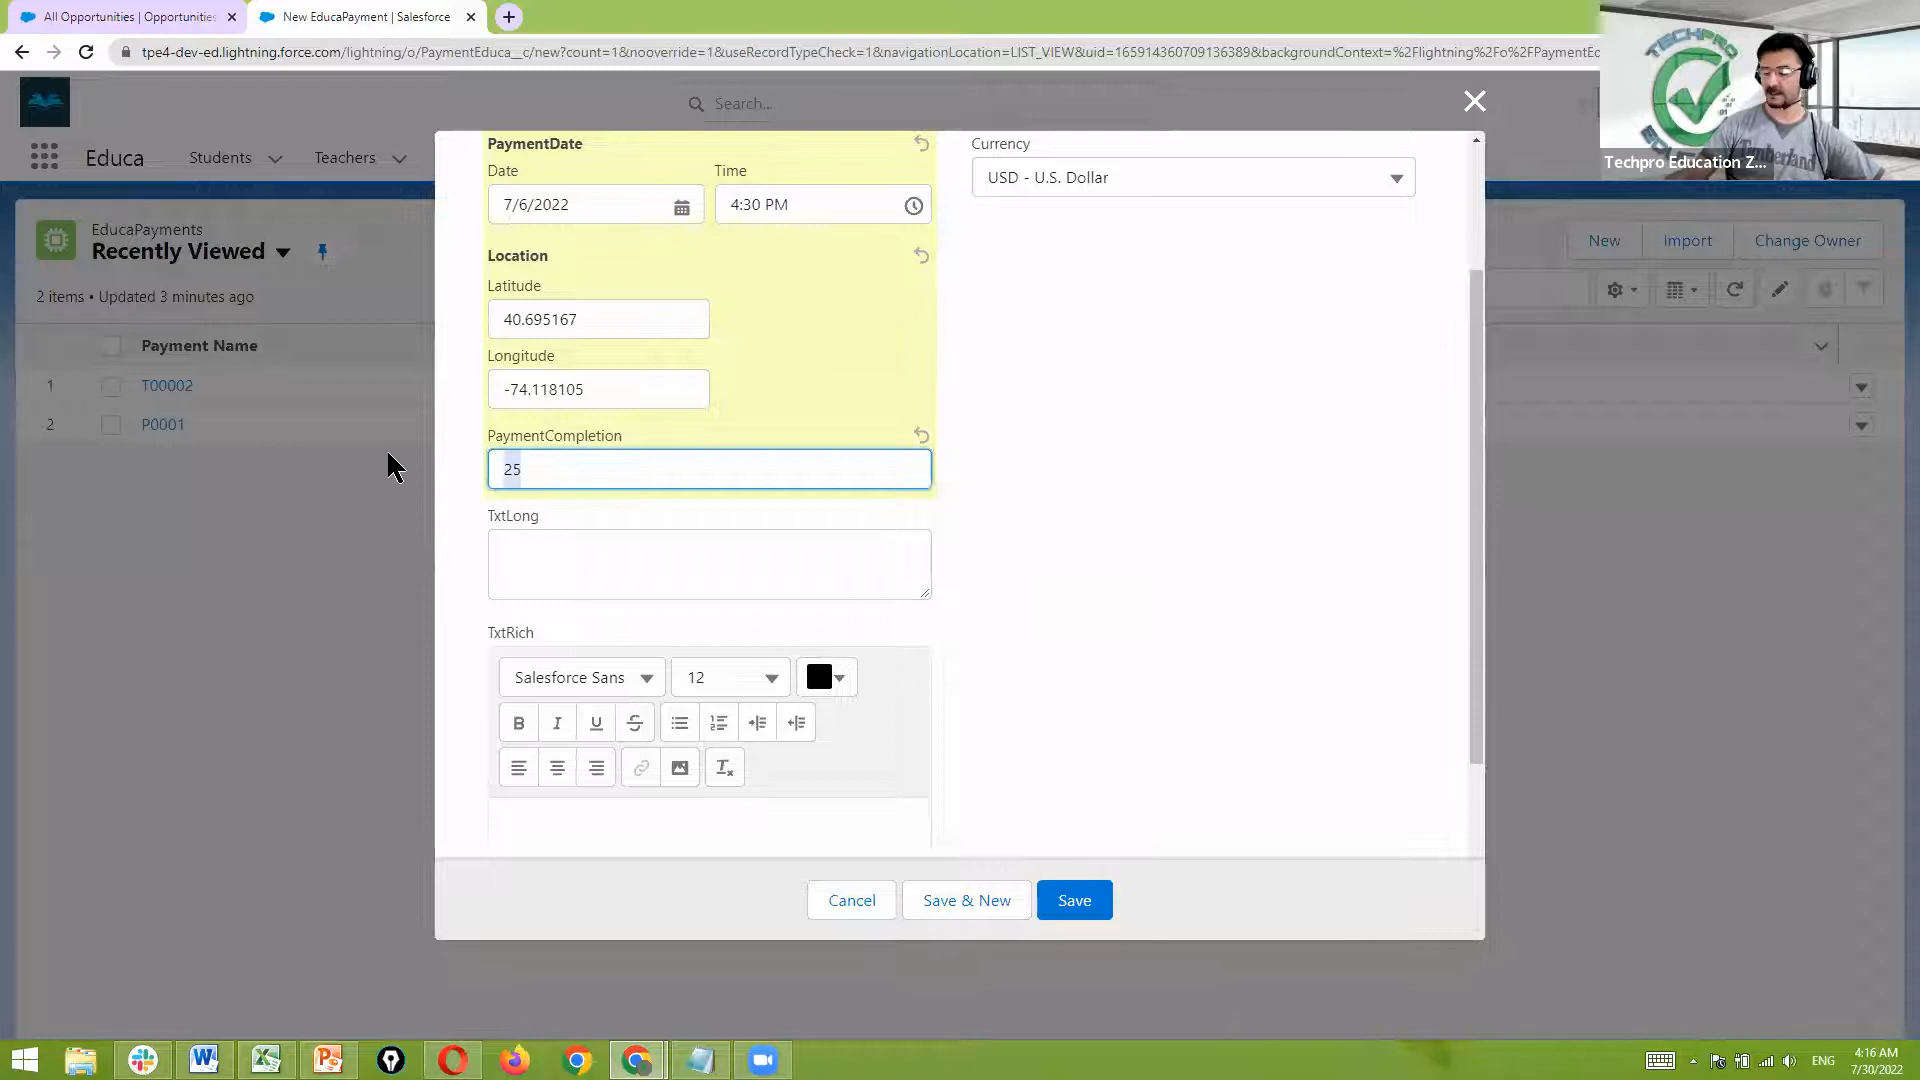 All Opportunities | Opportunities
New EducaPayment | Salesforce
tpe4-dev-ed.lightning.force.com/lightning/o/PaymentEduca__c/new?count=1&nooverride=1&useRecordTypeCheck=1&navigationLocation=LIST_VIEW&uid=165914360709136389&backgroundContext=%2Flightning%2Fo%2FPaymentEd
Search...
TECHPRO
Timberland
Techpro Education Z...
Educa
Students
Teachers
EducaPayments
Recently Viewed
2 items • Updated 3 minutes ago
New
Import
Change Owner
Payment Name
1
T00002
2
P0001
PaymentDate
Date
Time
7/6/2022
4:30 PM
Currency
USD - U.S. Dollar
Location
Latitude
40.695167
Longitude
-74.118105
PaymentCompletion
25
TxtLong
TxtRich
Salesforce Sans
12
B I U S
Cancel
Save & New
Save
ENG
4:16 AM
7/30/2022